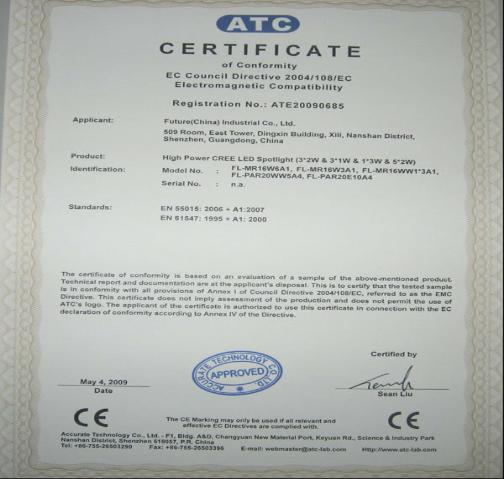 ATC
CERTIFICATE
of Conformity
EC Council Directive 2004/108/EC
Electromagnetic Compatibility
Registration No.: ATE20090685
Applicant: Future(China) Industrial Co., Ltd.
509 Room, East Tower, Dingxin Building, Xili, Nanshan District,
Shenzhen, Guangdong, China
Product: High Power CREE LED Spotlight (3*2W & 3*1W & 1*3W & 5*2W)
Identification: Model No. : FL-MR16W6A1, FL-MR16W3A1, FL-MR16WW1*3A1,
FL-PAR20WW5A4, FL-PAR20E10A4
Serial No. : n.a.
Standards: EN 55015: 2006 + A1:2007
EN 61547: 1995 + A1: 2000
The certificate of conformity is based on an evaluation of a sample of the above-mentioned product.
Technical report and documentation are at the applicant's disposal. This is to certify that the tested sample
is in conformity with all provisions of Annex I of Council Directive 2004/108/EC, referred to as the EMC
Directive. This certificate does not imply assessment of the production and does not permit the use of
ATC's logo. The applicant of the certificate is authorized to use this certificate in connection with the EC
declaration of conformity according to Annex IV of the Directive.
Certified by
ACCURATE TECHNOLOGY CO. LTD.
APPROVED
May 4, 2009
Date
Sean Liu
CE
The CE Marking may only be used if all relevant and
effective EC Directives are complied with.
CE
Accurate Technology Co., Ltd. - F1, Bldg. A&D, Changyuan New Material Port, Keyuan Rd., Science & Industry Park
Nanshan District, Shenzhen 518057, P.R. China
Tel: +86-755-26503290 Fax: +86-755-26503396 E-mail: webmaster@atc-lab.com Http://www.atc-lab.com